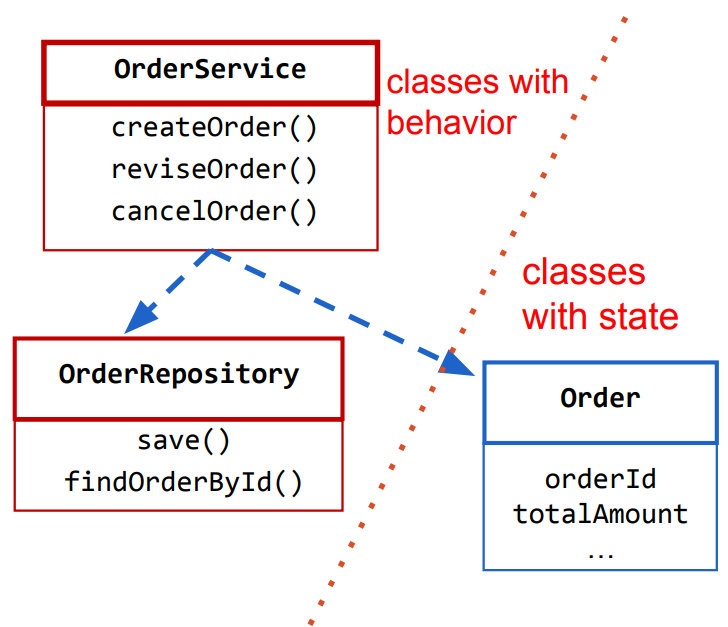 OrderService
createOrder()
reviseOrder()
cancelOrder()
classes with
behavior
classes
with state
OrderRepository
save()
findOrderById()
Order
orderId
totalAmount
...